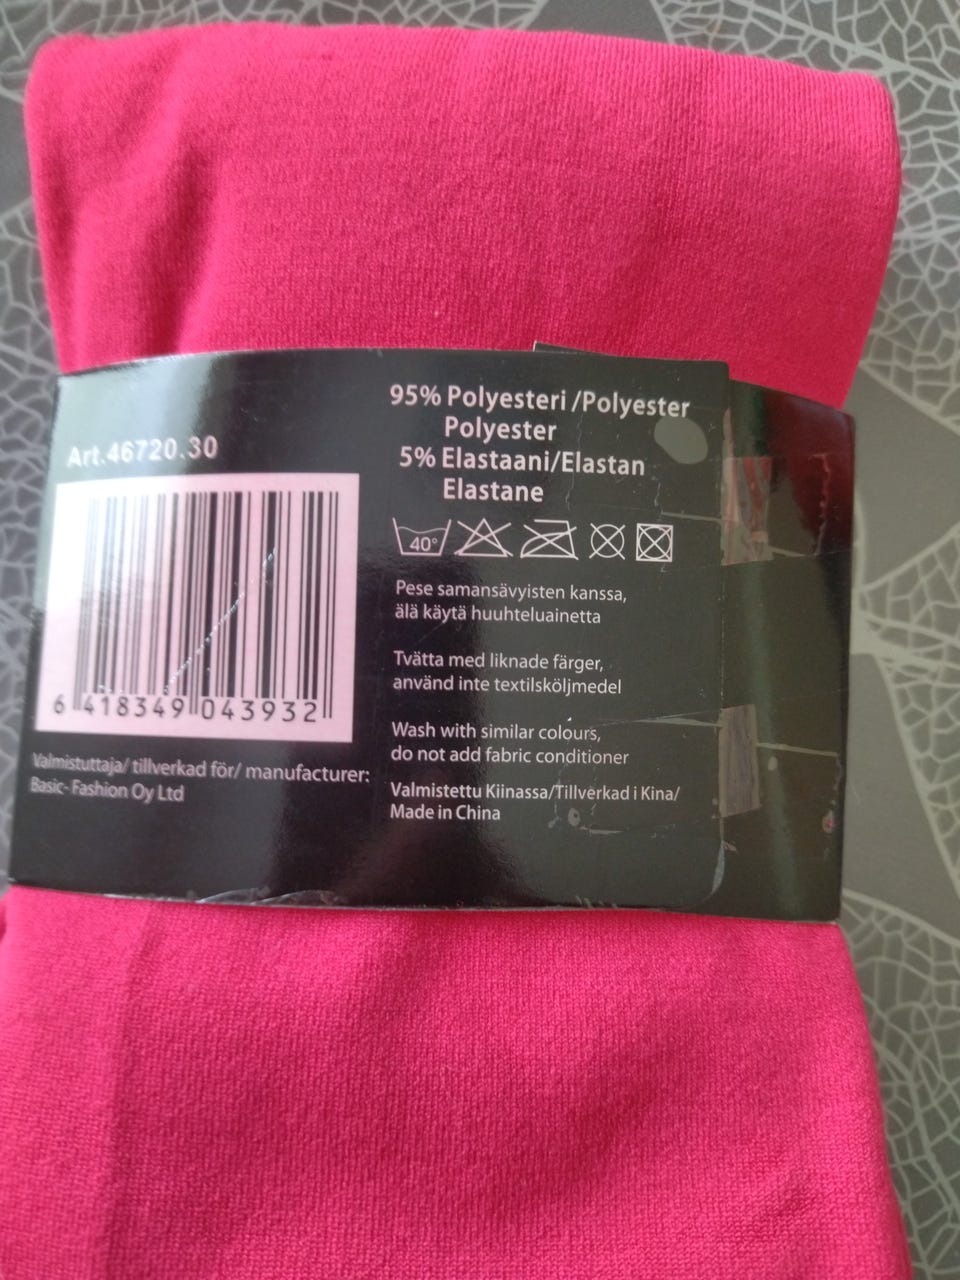 Art.46720.30
6 418349 043932
Valmistuttaja/ tillverkad för/ manufacturer:
Basic- Fashion Oy Ltd
95% Polyesteri /Polyester
Polyester
5% Elastaani/Elastan
Elastane
40°
Pese samansävyisten kanssa,
älä käytä huuhteluainetta
Tvätta med liknade färger,
använd inte textilsköljmedel
Wash with similar colours,
do not add fabric conditioner
Valmistettu Kiinassa/Tillverkad i Kina/
Made in China